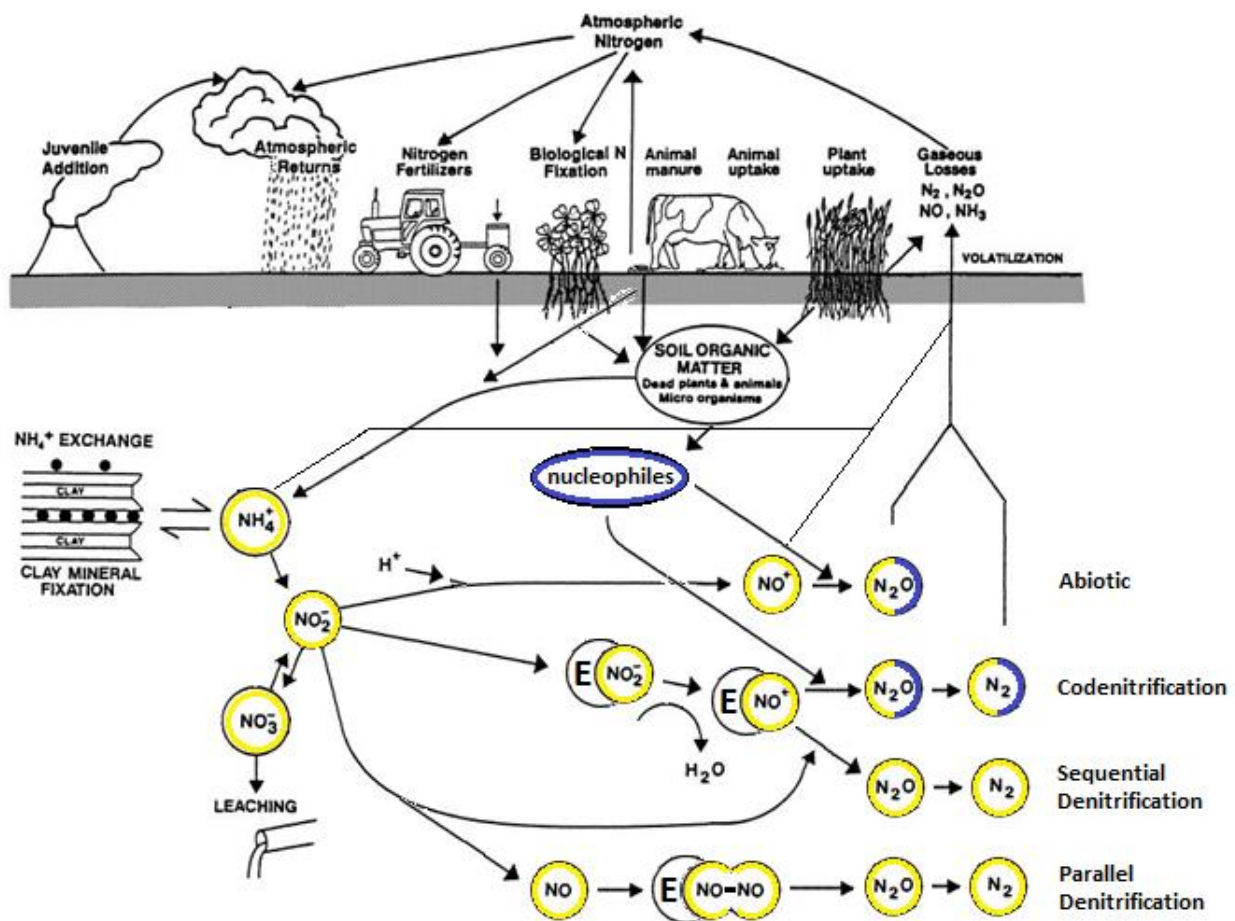 Atmospheric
Nitrogen
Juvenile
Addition
Atmospheric
Returns
Nitrogen
Fertilizers
Biological N
Fixation
Animal
manure
Animal
uptake
Plant
uptake
Gaseous
Losses
N₂ , N₂O
NO , NH₃
VOLATILIZATION
SOIL ORGANIC
MATTER
Dead plants & animals
Micro organisms
NH₄⁺ EXCHANGE
CLAY
CLAY
CLAY MINERAL
FIXATION
NH₄⁺
nucleophiles
H⁺
NO⁺
N₂O
Abiotic
NO₂⁻
E NO₂⁻
E NO⁺
N₂O
N₂
Codenitrification
NO₃⁻
H₂O
LEACHING
N₂O
N₂
Sequential
Denitrification
NO
E NO-NO
N₂O
N₂
Parallel
Denitrification